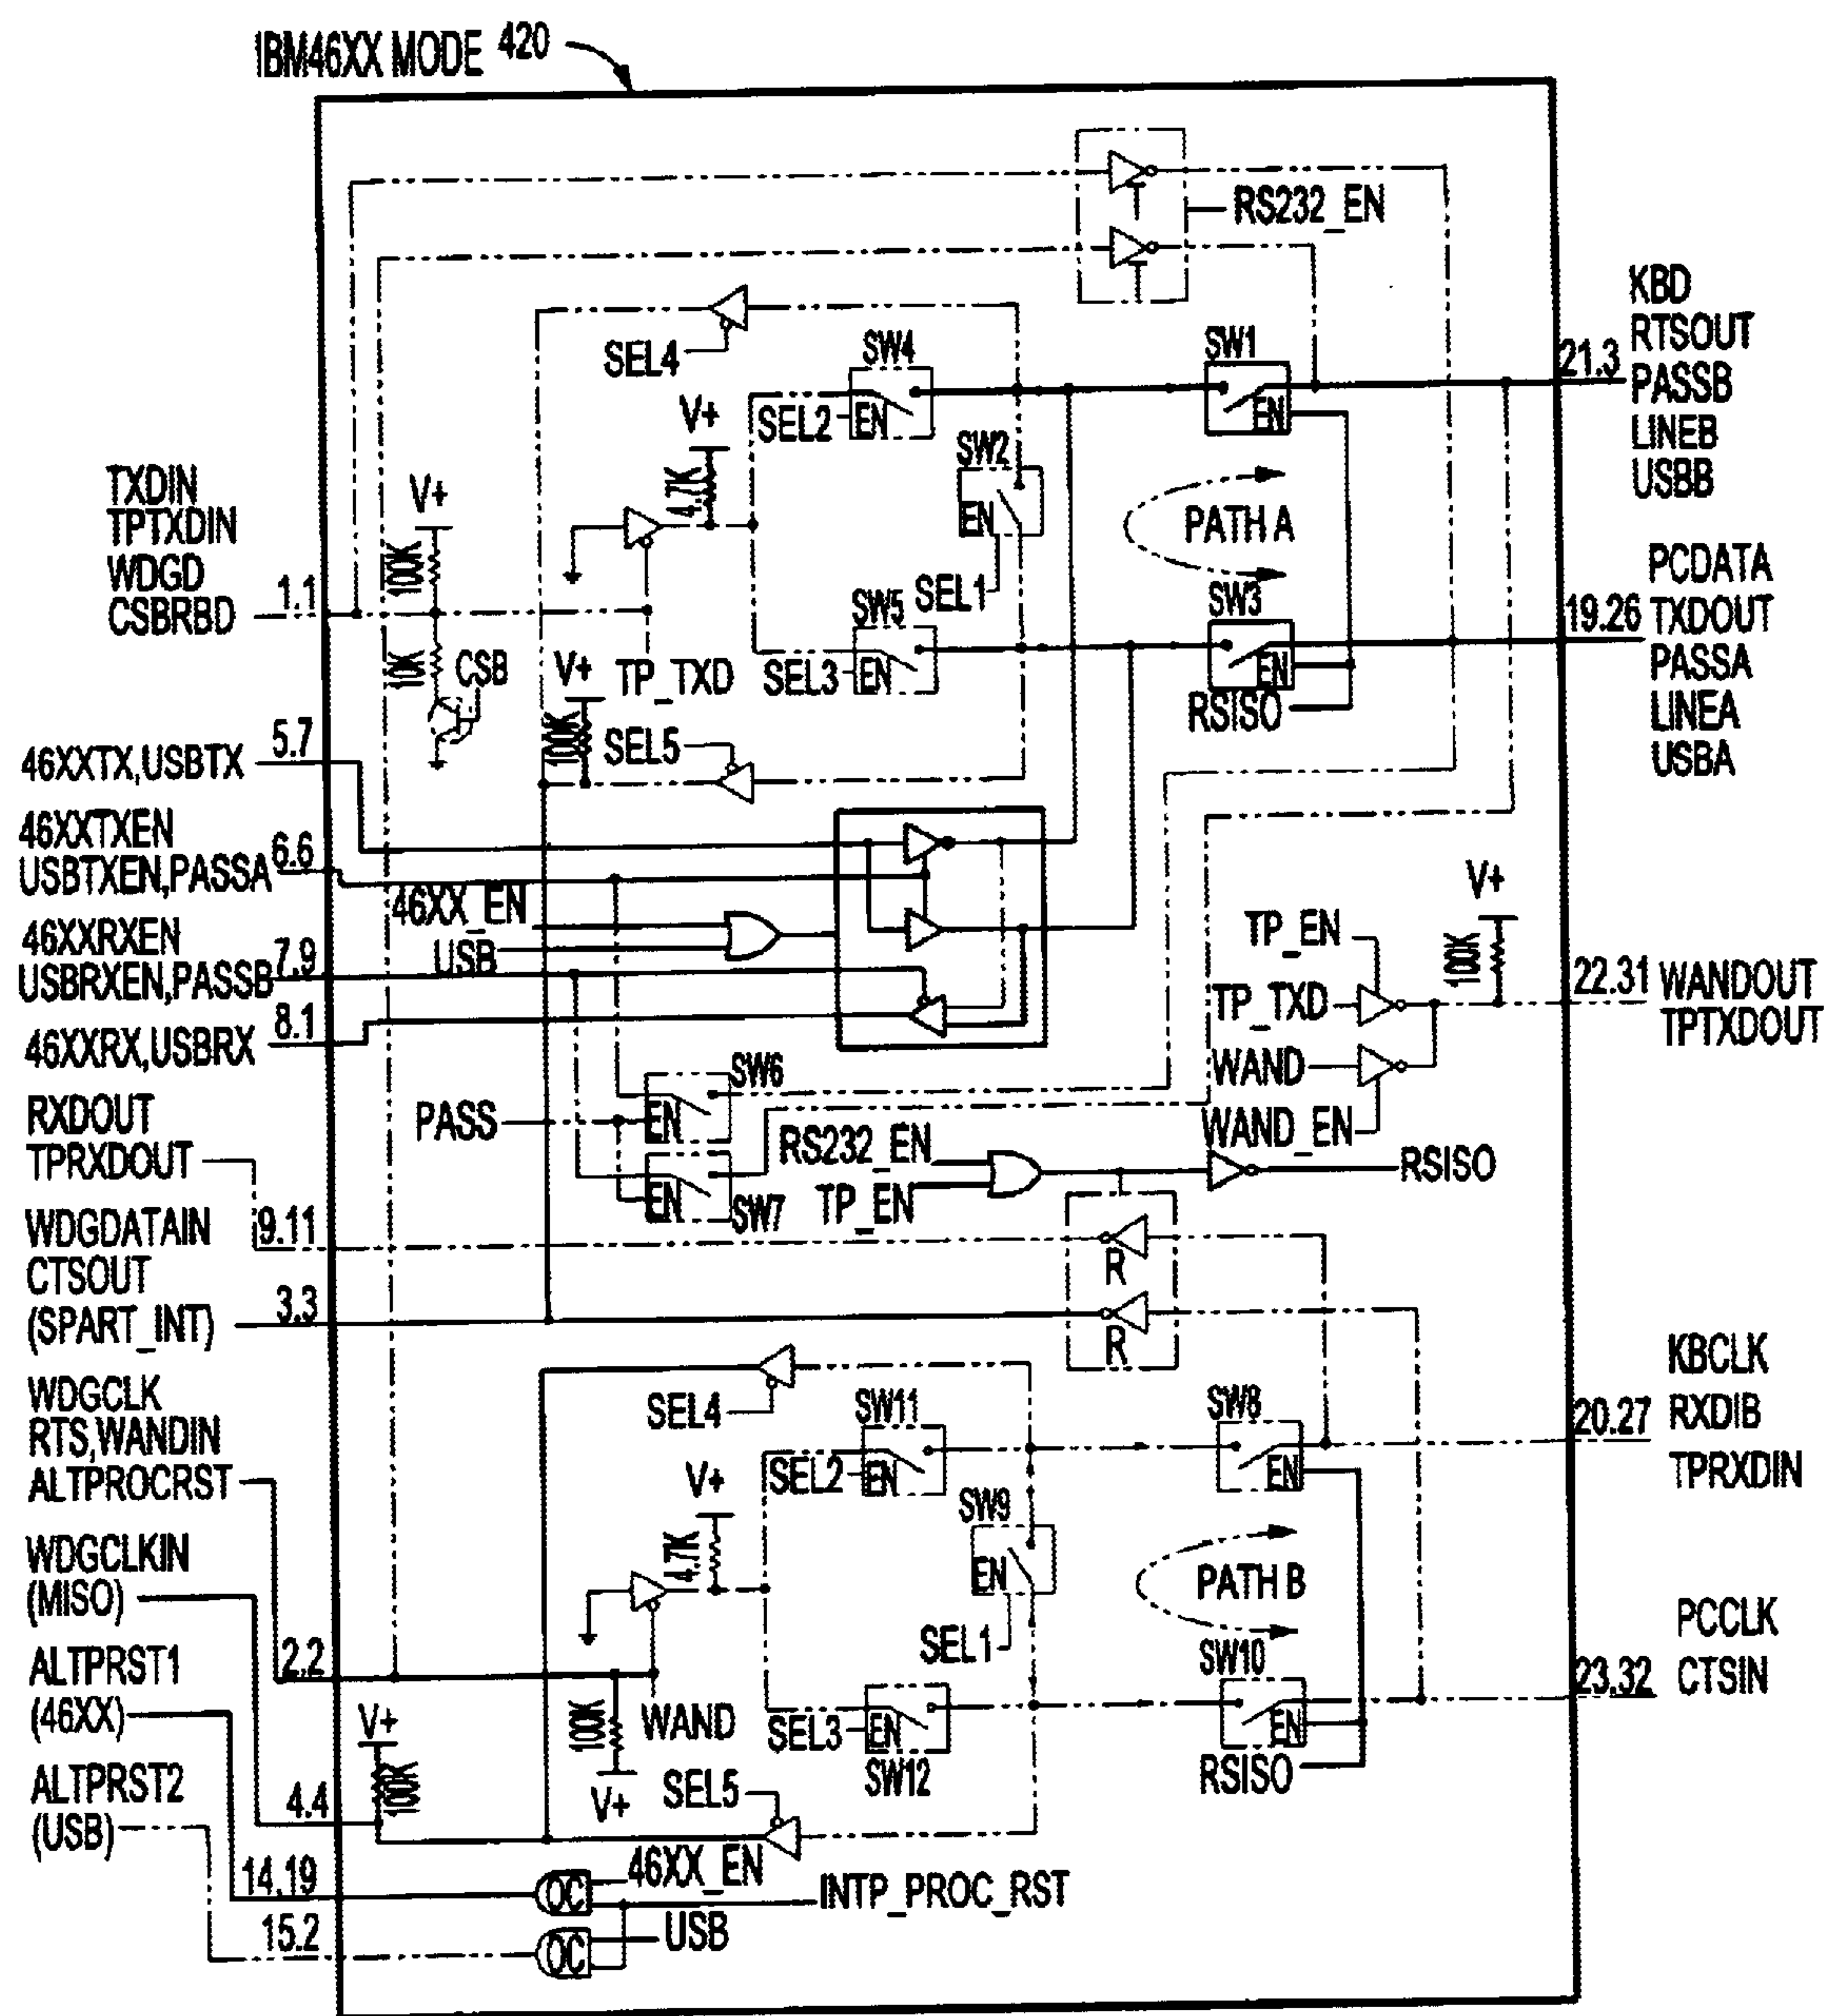 IBM46XX MODE 420
RS232_EN
KBD
RTSOUT
21.3
PASSB
LINEB
USBB
SEL4
SW4
SW1
V+
SEL2
EN
EN
SW2
4.7K
EN
PATH A
TXDIN
TPTXDIN
WDGD
1.1
CSBRBD
V+
100K
10K
CSB
SEL1
SW5
SW3
PCDATA
19.26
TXDOUT
PASSA
LINEA
USBA
V+
TP_TXD
SEL3
EN
EN
RSISO
100K
SEL5
5.7
46XXTX,USBTX
46XXTXEN
6.6
USBTXEN,PASSA
46XX_EN
USB
46XXRXEN
7.9
USBRXEN,PASSB
8.1
46XXRX,USBRX
V+
TP_EN
100K
22.31
WANDOUT
TPTXDOUT
TP_TXD
WAND
WAND_EN
RXDOUT
TPRXDOUT
PASS
SW6
EN
EN
SW7
RS232_EN
TP_EN
RSISO
WDGDATAIN
9.11
CTSOUT
3.3
(SPART_INT)
R
R
WDGCLK
RTS,WANDIN
ALTPROCRST
SEL4
SW11
SW8
KBCLK
20.27
RXDIB
TPRXDIN
V+
SEL2
EN
EN
SW9
4.7K
EN
PATH B
WDGCLKIN
(MISO)
SEL1
SW10
PCCLK
23.32
CTSIN
2.2
ALTPRST1
(46XX)
V+
100K
100K
WAND
SEL3
EN
SW12
EN
RSISO
V+
SEL5
ALTPRST2
4.4
(USB)
14.19
46XX_EN
OC
INTP_PROC_RST
15.2
USB
OC